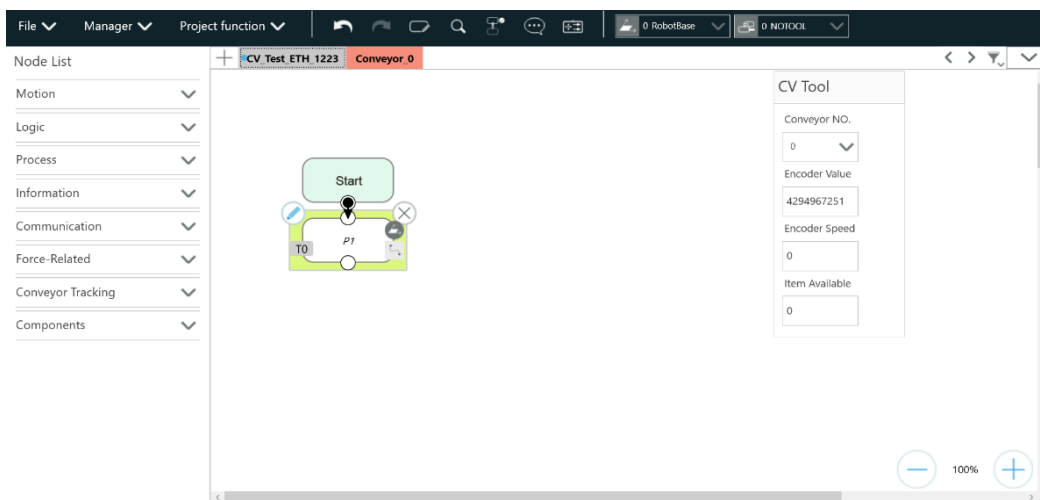 File Manager Project function 0 RobotBase 0 NOTOOL
Node List
CV_Test_ETH_1223 Conveyor_0
Motion
Logic
Process
Information
Communication
Force-Related
Conveyor Tracking
Components
Start
P1
T0
CV Tool
Conveyor NO.
0
Encoder Value
4294967251
Encoder Speed
0
Item Available
0
100%